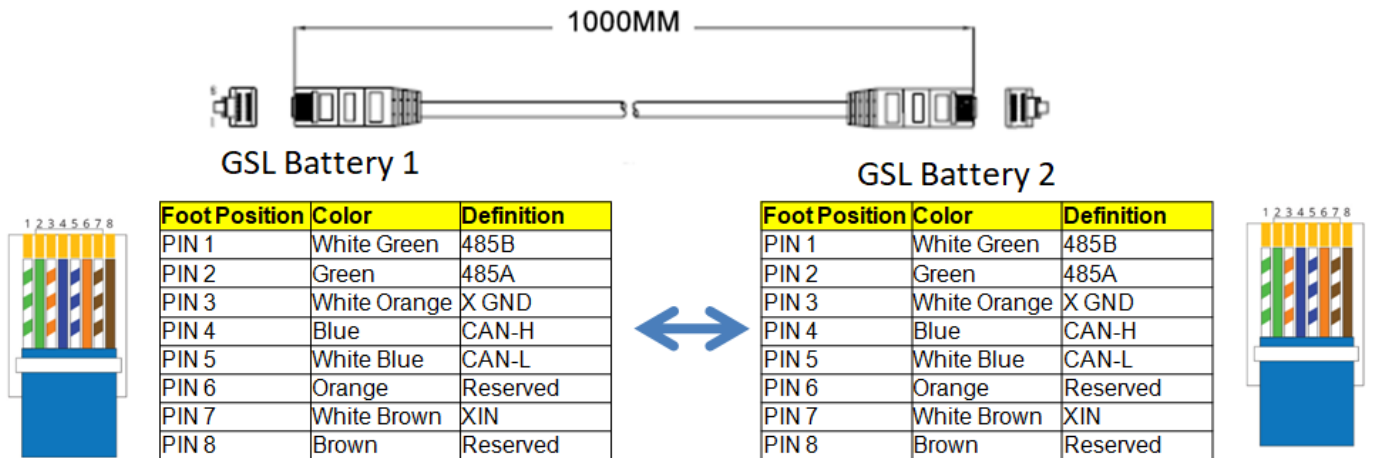 1000MM
GSL Battery 1
GSL Battery 2
1 2 3 4 5 6 7 8
Foot Position Color Definition
PIN 1 White Green 485B
PIN 2 Green 485A
PIN 3 White Orange X GND
PIN 4 Blue CAN-H
PIN 5 White Blue CAN-L
PIN 6 Orange Reserved
PIN 7 White Brown XIN
PIN 8 Brown Reserved
Foot Position Color Definition
PIN 1 White Green 485B
PIN 2 Green 485A
PIN 3 White Orange X GND
PIN 4 Blue CAN-H
PIN 5 White Blue CAN-L
PIN 6 Orange Reserved
PIN 7 White Brown XIN
PIN 8 Brown Reserved
1 2 3 4 5 6 7 8